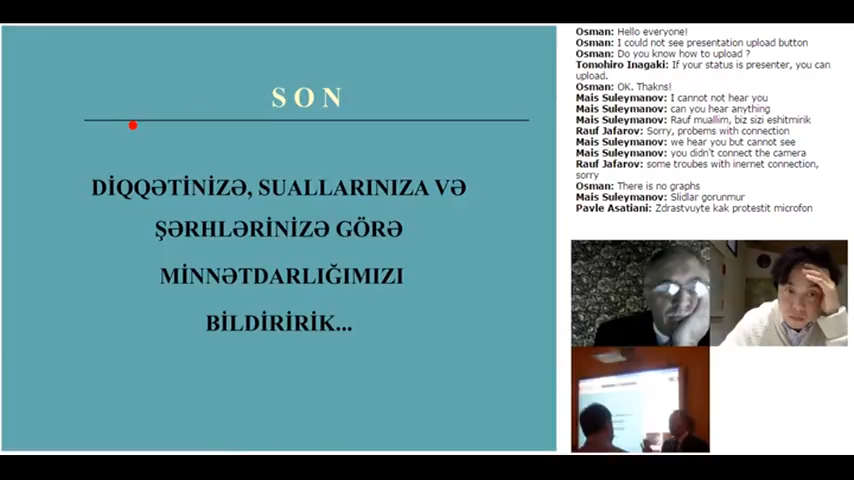 S O N
DİQQƏTİNİZƏ, SUALLARINIZA VƏ
ŞƏRHLƏRİNİZƏ GÖRƏ
MİNNƏTDARLIĞIMIZI
BİLDİRİRİK...
Osman: Hello everyone!
Osman: I could not see presentation upload button
Osman: Do you know how to upload ?
Tomohiro Inagaki: If your status is presenter, you can
upload.
Osman: OK. Thakns!
Mais Suleymanov: I cannot not hear you
Mais Suleymanov: can you hear anything
Mais Suleymanov: Rauf muallim, biz sizi eshitmirik
Rauf Jafarov: Sorry, probems with connection
Mais Suleymanov: we hear you but cannot see
Mais Suleymanov: you didn't connect the camera
Rauf Jafarov: some troubes with inernet connection,
sorry
Osman: There is no graphs
Mais Suleymanov: Slidlar gorunmur
Pavle Asatiani: Zdrastvuyte kak protestit microfon